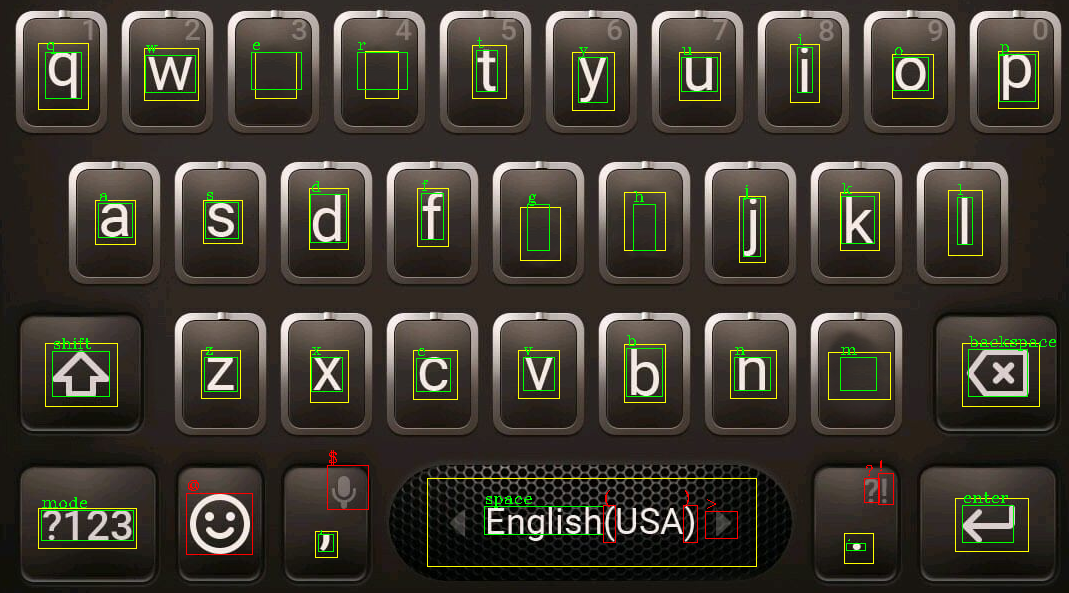 1 2 3 4 5 6 7 8 9 0
q w e r t y u i o p
q w t y u i o p
a s d f g h j k l
a s d f j k l
shift z x c v b n m backspace
z x c v b n
$
?!
mode space ( ) > enter
?123 , English(USA) .